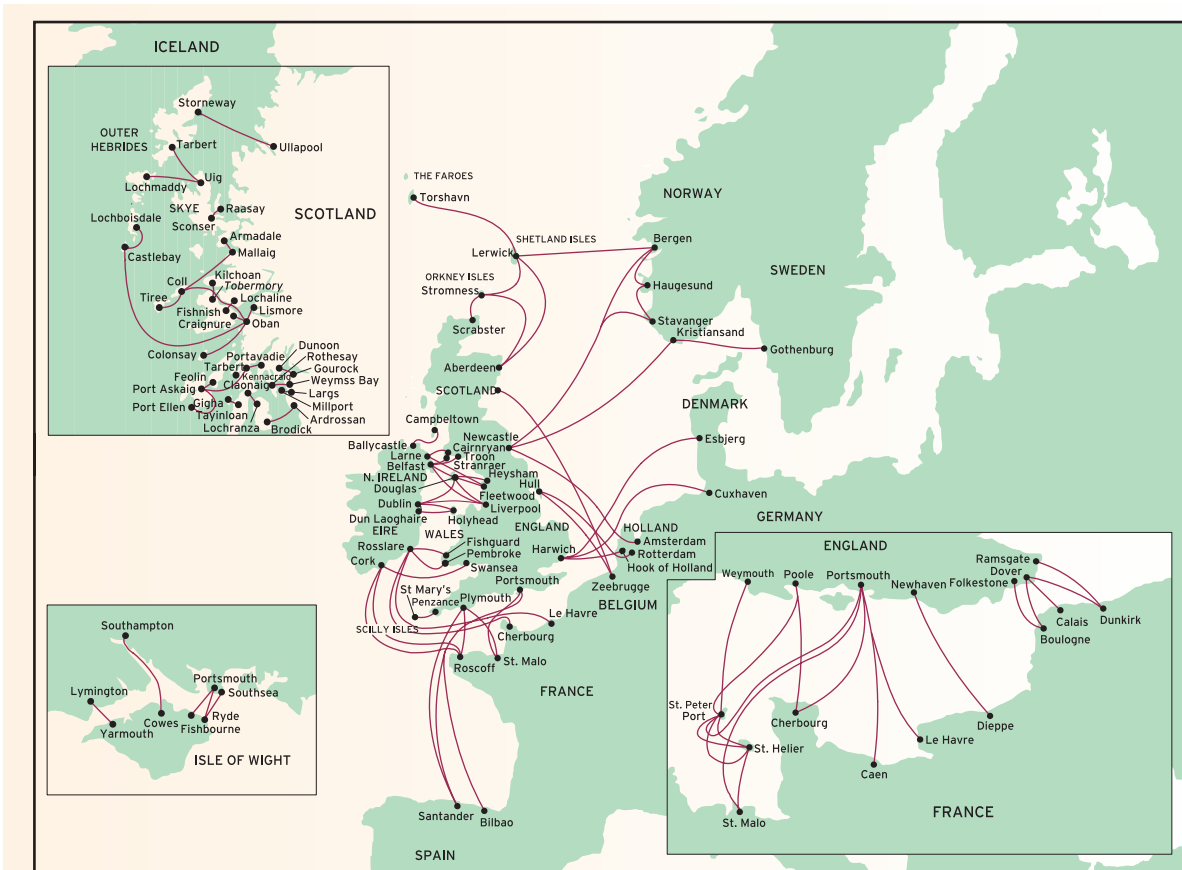 ICELAND
Storneway
OUTER
HEBRIDES
Tarbert
Ullapool
Lochmaddy
Uig
SKYE
Raasay
Sconser
SCOTLAND
Lochboisdale
Armadale
Castlebay
Mallaig
Kilchoan
Coll
Tobermory
Tiree
Lochaline
Fishnish
Lismore
Craignure
Oban
Colonsay
Dunoon
Portavadie
Rothesay
Tarbert
Gourock
Feolin
Kennacraig
Weymss Bay
Port Askaig
Claonaig
Largs
Port Ellen
Gigha
Millport
Tayinloan
Ardrossan
Lochranza
Brodick
THE FAROES
Torshavn
NORWAY
SHETLAND ISLES
Bergen
Lerwick
SWEDEN
ORKNEY ISLES
Stromness
Haugesund
Scrabster
Stavanger
Kristiansand
Gothenburg
Aberdeen
SCOTLAND
DENMARK
Campbeltown
Esbjerg
Newcastle
Ballycastle
Cairnryan
Larne
Troon
Belfast
Stranraer
N. IRELAND
Heysham
Douglas
Hull
Cuxhaven
Fleetwood
Dublin
Liverpool
Dun Laoghaire
Holyhead
GERMANY
EIRE
WALES
ENGLAND
HOLLAND
Amsterdam
Rosslare
Fishguard
Harwich
Rotterdam
Pembroke
Hook of Holland
Cork
Swansea
Portsmouth
Zeebrugge
St Mary's
Penzance
Plymouth
BELGIUM
Le Havre
SCILLY ISLES
Cherbourg
Roscoff
St. Malo
FRANCE
Santander
Bilbao
SPAIN
Southampton
Portsmouth
Lymington
Southsea
Cowes
Ryde
Yarmouth
Fishbourne
ISLE OF WIGHT
ENGLAND
Ramsgate
Weymouth
Poole
Portsmouth
Newhaven
Dover
Folkestone
Calais
Dunkirk
Boulogne
St. Peter
Port
Cherbourg
Dieppe
St. Helier
Le Havre
Caen
St. Malo
FRANCE